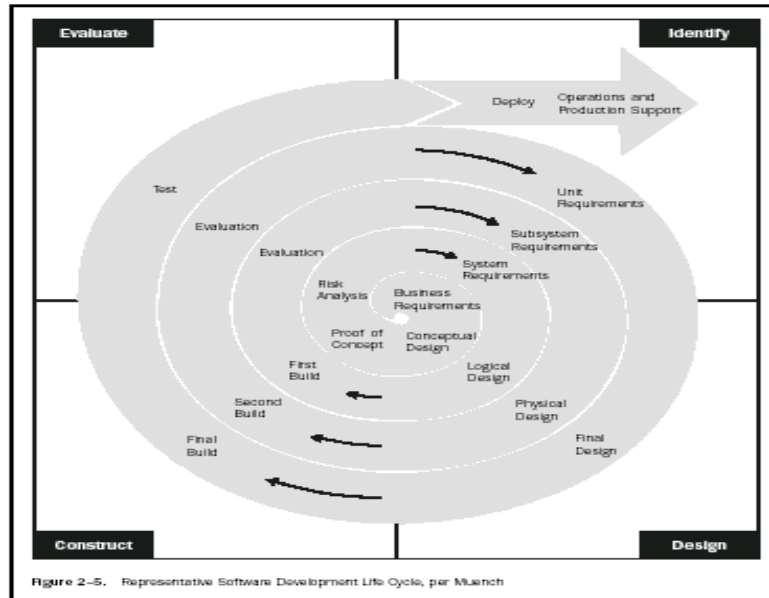 Evaluate
Identify
Deploy
Operations and
Production Support
Test
Unit
Requirements
Evaluation
Subsystem
Requirements
Evaluation
System
Requirements
Risk
Analysis
Business
Requirements
Proof of
Concept
Conceptual
Design
First
Build
Logical
Design
Second
Build
Physical
Design
Final
Build
Final
Design
Construct
Design
Figure 2–5. Representative Software Development Life Cycle, per Muench